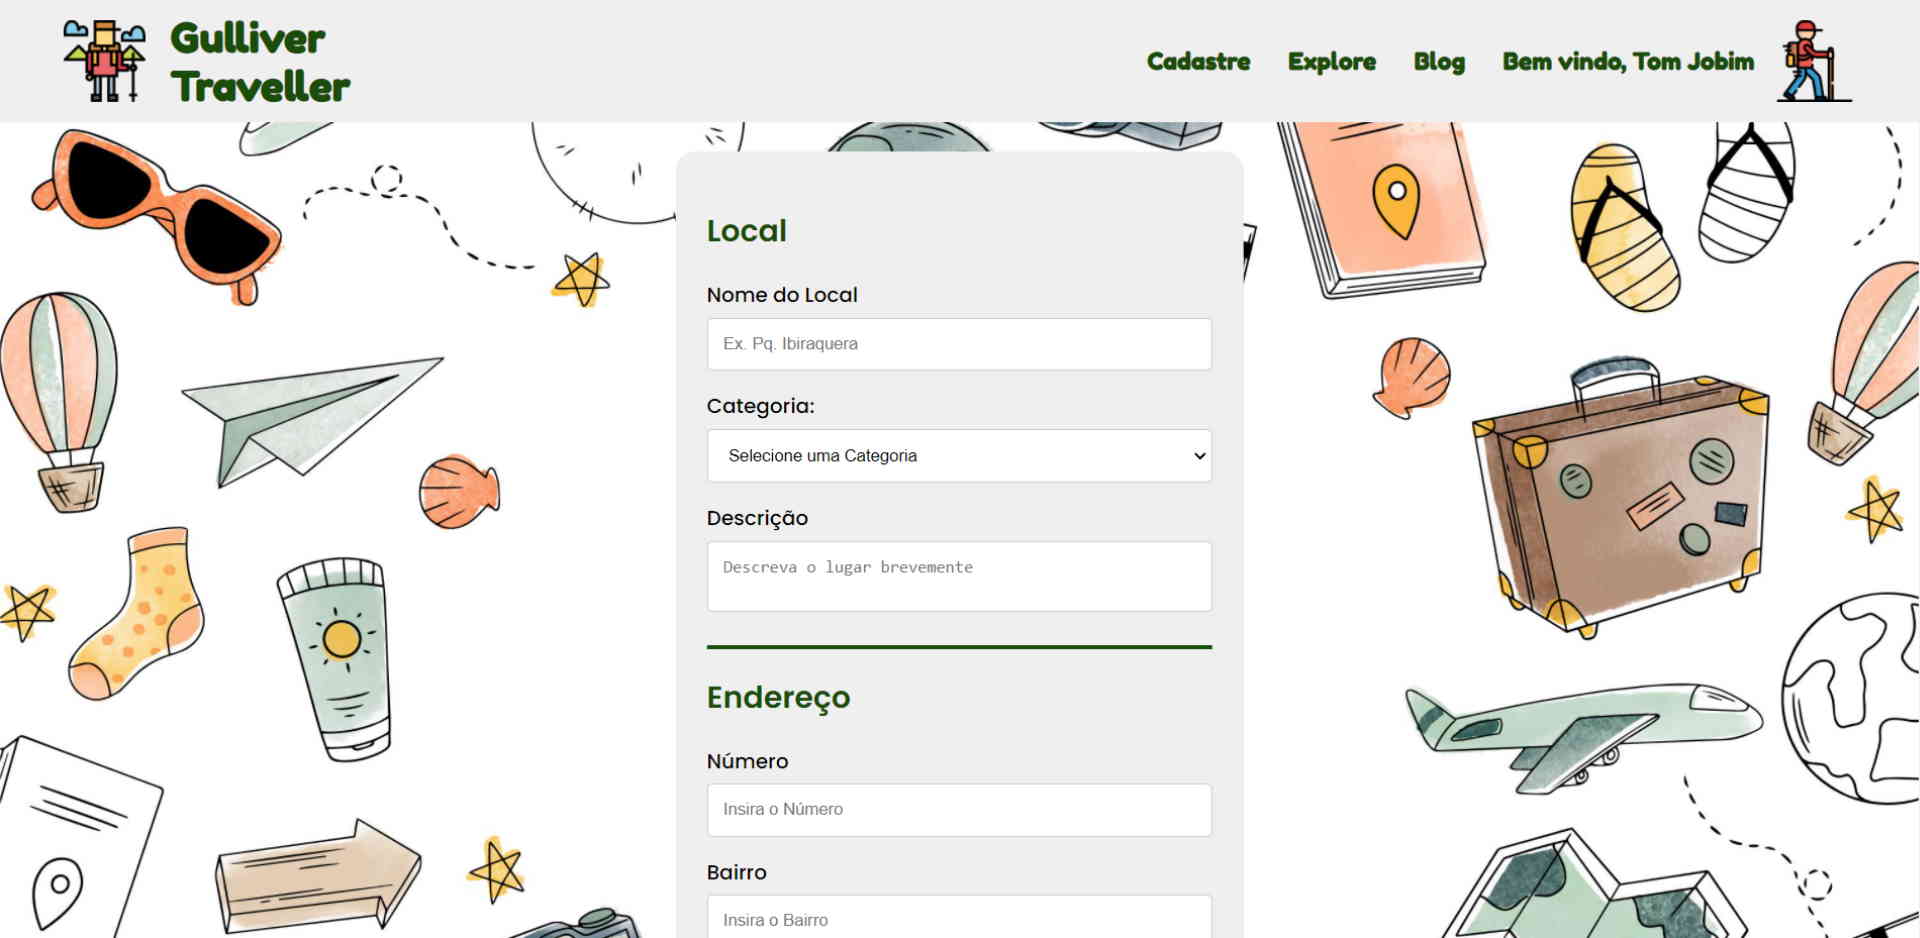 Gulliver
Traveller
Cadastre Explore Blog Bem vindo, Tom Jobim
Local
Nome do Local
Ex. Pq. Ibiraquera
Categoria:
Selecione uma Categoria
Descrição
Descreva o lugar brevemente
Endereço
Número
Insira o Número
Bairro
Insira o Bairro